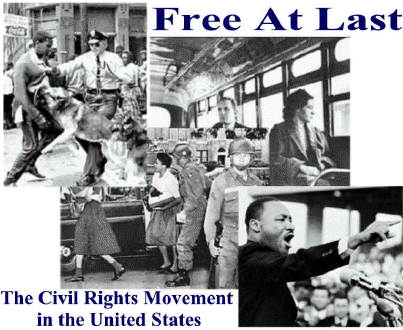 Free At Last
The Civil Rights Movement
in the United States